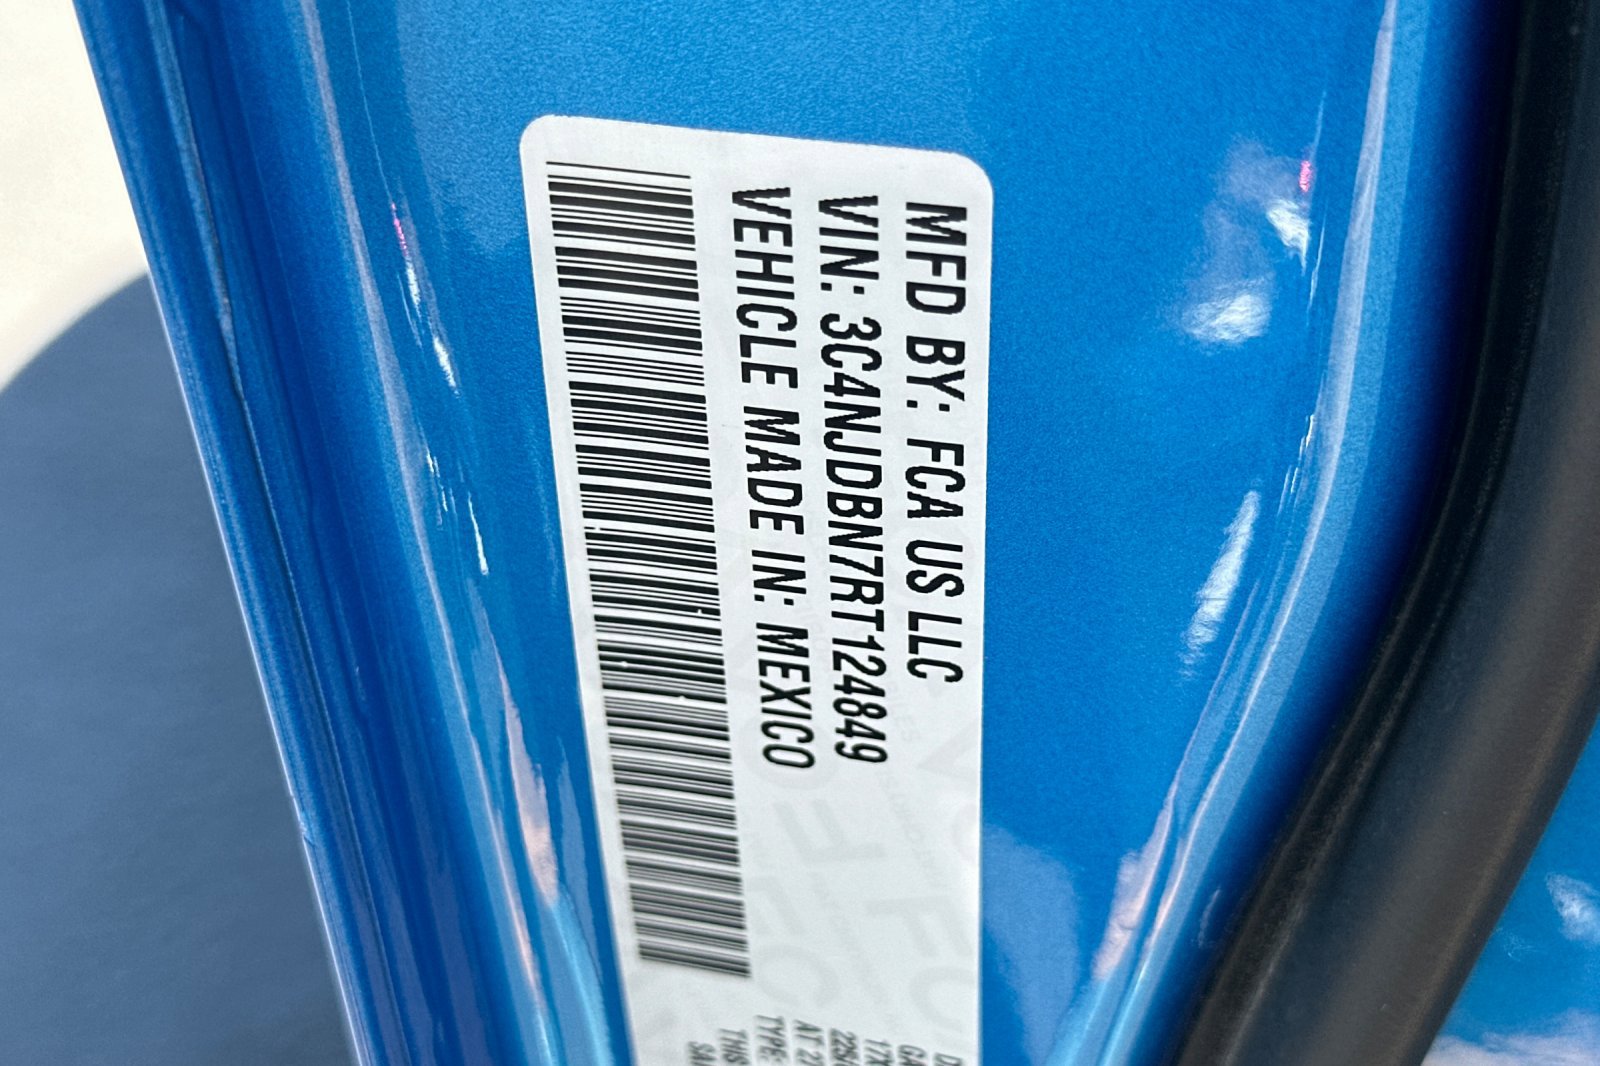 MFD BY: FCA US LLC
VIN: 3C4NJDBN7RT124849
VEHICLE MADE IN: MEXICO